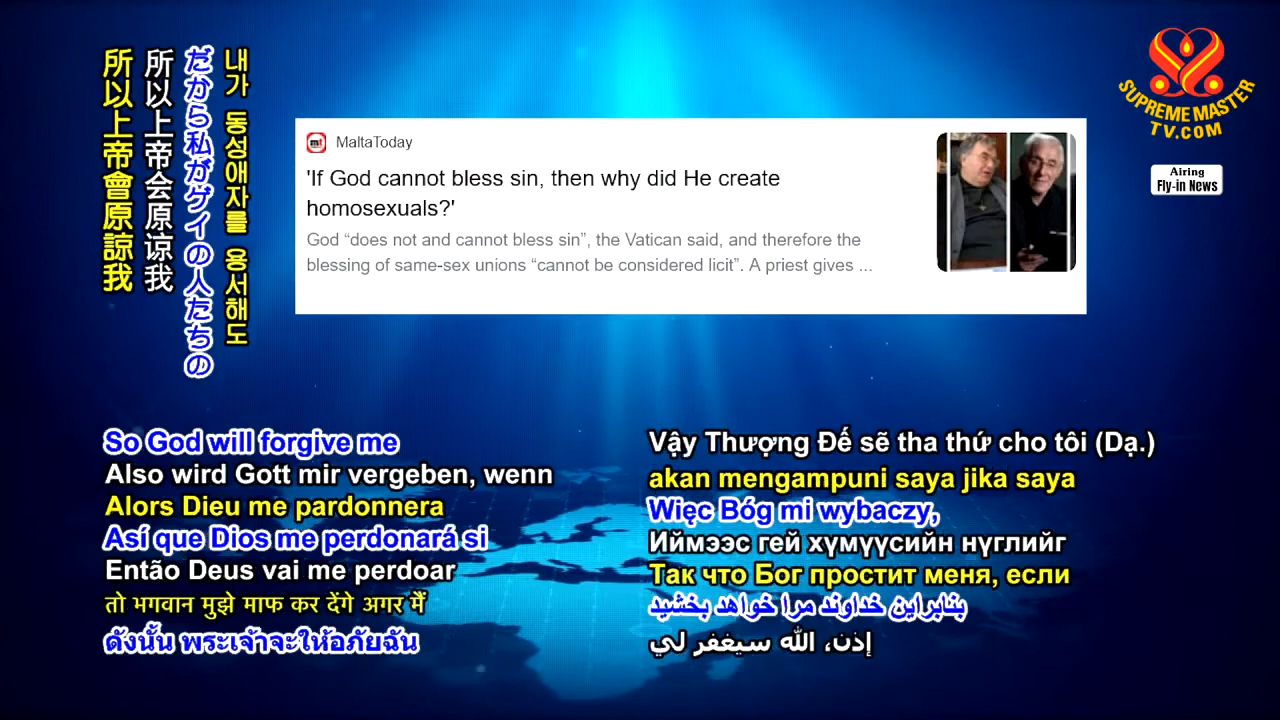 내가 동성애자를 용서해도
だから私がゲイの人たちの
所以上帝会原谅我
所以上帝會原諒我
SUPREME MASTER
TV.COM
Airing
Fly-in News
mt MaltaToday
'If God cannot bless sin, then why did He create
homosexuals?'
God “does not and cannot bless sin”, the Vatican said, and therefore the
blessing of same-sex unions “cannot be considered licit”. A priest gives ...
So God will forgive me
Also wird Gott mir vergeben, wenn
Alors Dieu me pardonnera
Así que Dios me perdonará si
Então Deus vai me perdoar
तो भगवान मुझे माफ कर देंगे अगर मैं
ดังนั้น พระเจ้าจะให้อภัยฉัน
Vậy Thượng Đế sẽ tha thứ cho tôi (Dạ.)
akan mengampuni saya jika saya
Więc Bóg mi wybaczy,
Иймээс гей хүмүүсийн нүглийг
Так что Бог простит меня, если
بنابراین خداوند مرا خواهد بخشید
إذن، الله سيغفر لي